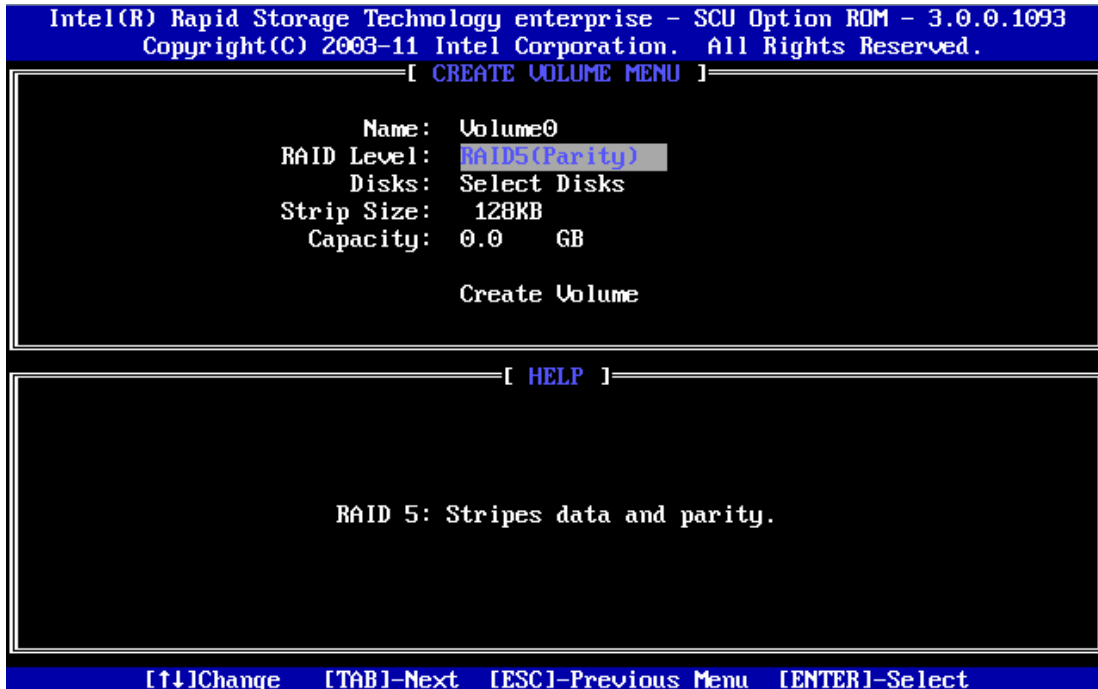 Intel(R) Rapid Storage Technology enterprise - SCU Option ROM - 3.0.0.1093
Copyright(C) 2003-11 Intel Corporation. All Rights Reserved.
[ CREATE VOLUME MENU ]
Name: Volume0
RAID Level: RAID5(Parity)
Disks: Select Disks
Strip Size: 128KB
Capacity: 0.0 GB
Create Volume
[ HELP ]
RAID 5: Stripes data and parity.
[↑↓]Change [TAB]-Next [ESC]-Previous Menu [ENTER]-Select